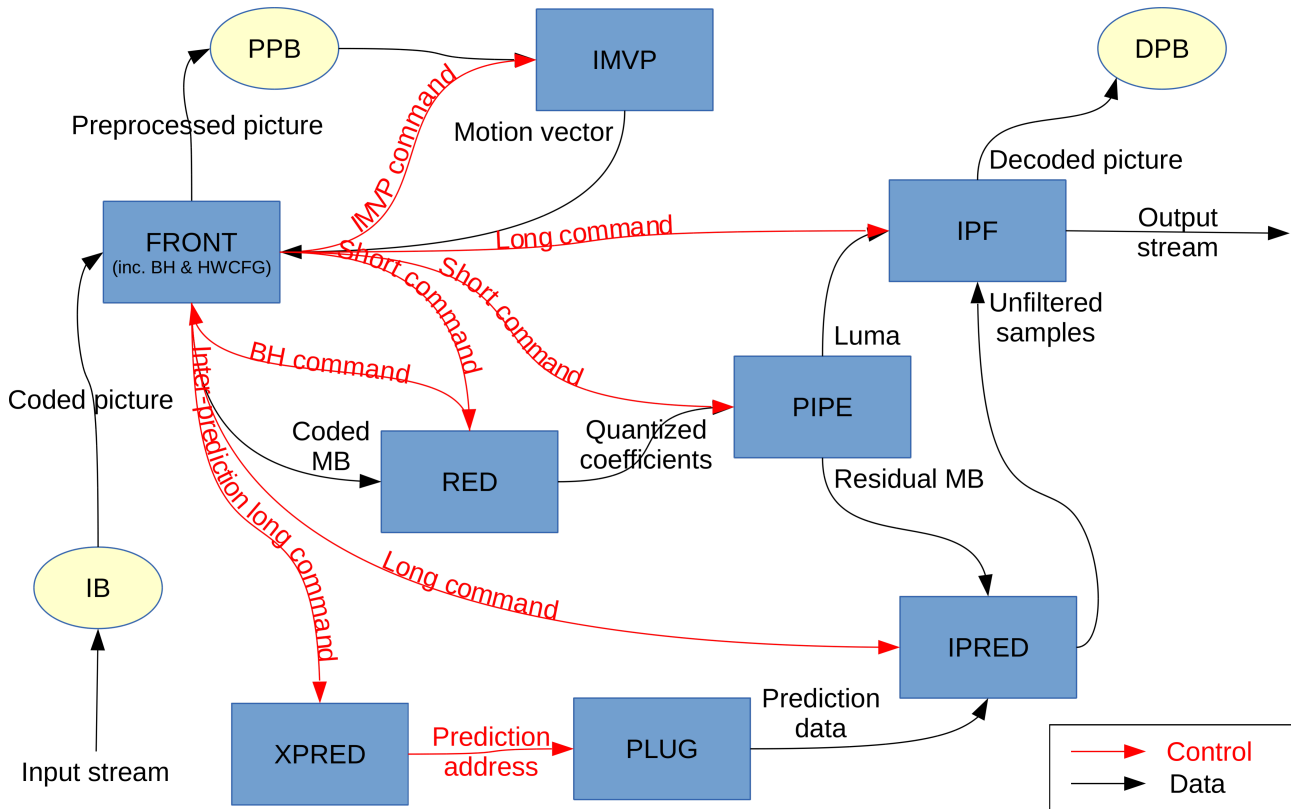 PPB
IMVP
DPB
Preprocessed picture
IMVP command
Motion vector
Decoded picture
FRONT
(inc. BH & HWCFG)
Long command
IPF
Output
stream
Short command
Short command
Unfiltered
samples
BH command
Luma
Inter-prediction long command
Coded picture
PIPE
Coded
MB
Quantized
coefficients
RED
Residual MB
IB
Long command
IPRED
Prediction
data
Prediction
address
XPRED
PLUG
Input stream
Control
Data